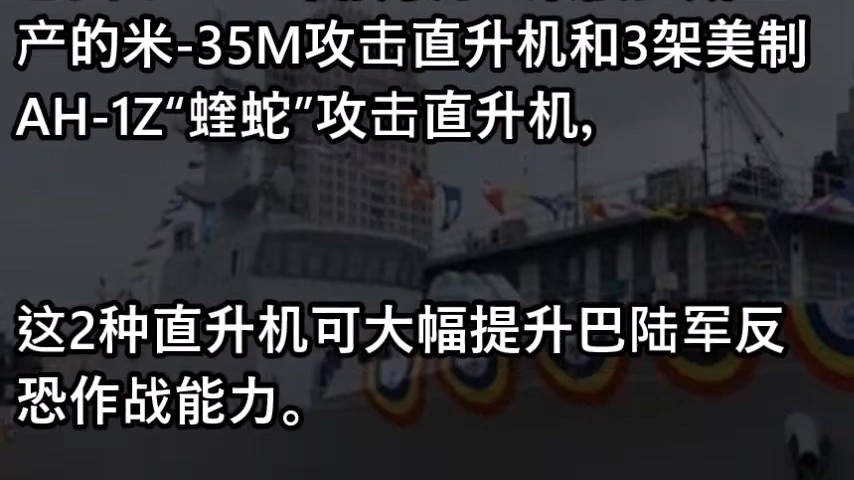 产的米-35M攻击直升机和3架美制
AH-1Z“蝰蛇”攻击直升机,
这2种直升机可大幅提升巴陆军反
恐作战能力。